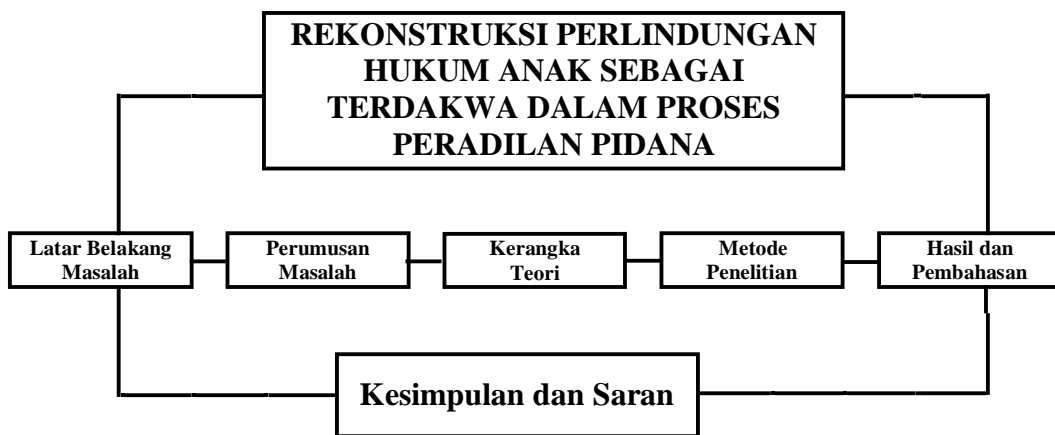 REKONSTRUKSI PERLINDUNGAN
HUKUM ANAK SEBAGAI
TERDAKWA DALAM PROSES
PERADILAN PIDANA
Latar Belakang
Masalah
Perumusan
Masalah
Kerangka
Teori
Metode
Penelitian
Hasil dan
Pembahasan
Kesimpulan dan Saran